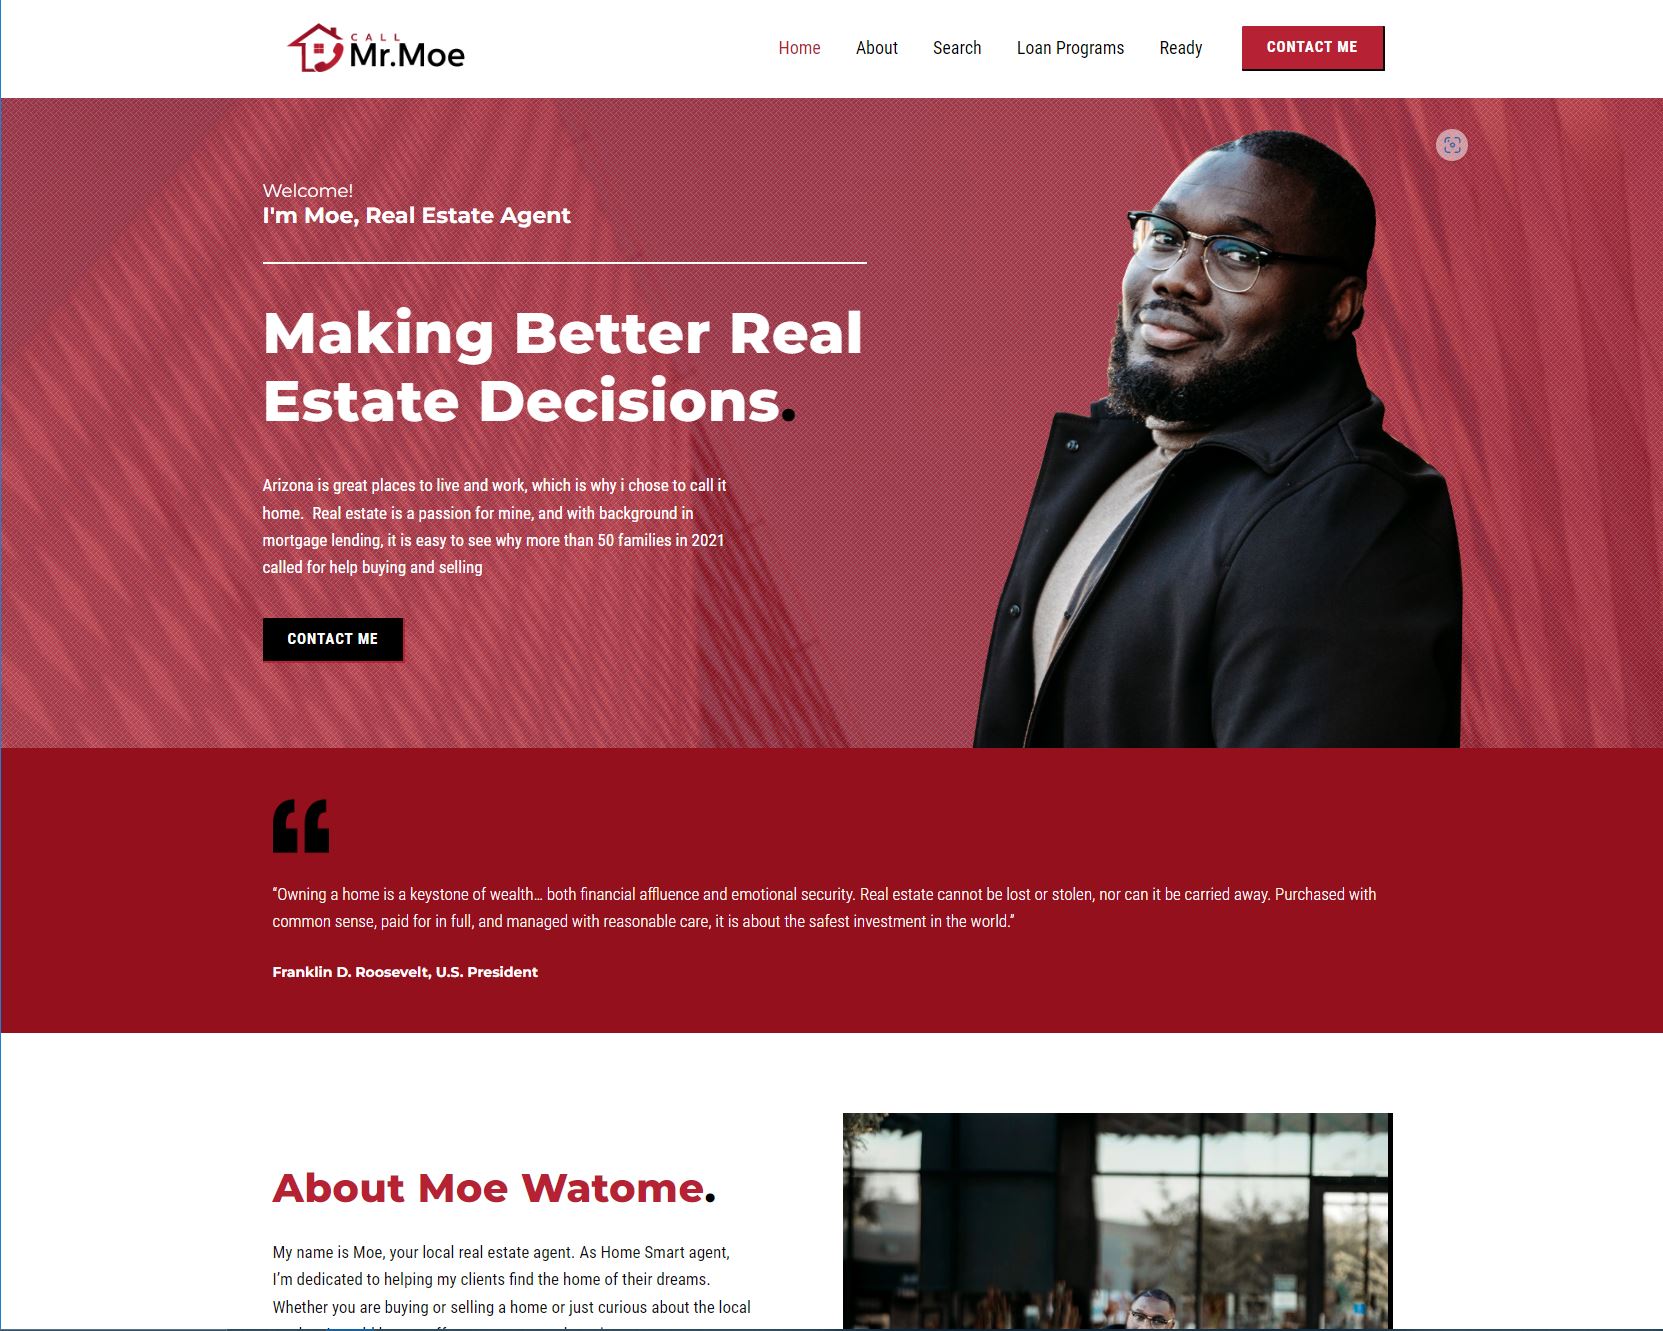 CALL
Mr.Moe
Home About Search Loan Programs Ready CONTACT ME
Welcome!
I'm Moe, Real Estate Agent
Making Better Real
Estate Decisions.
Arizona is great places to live and work, which is why i chose to call it
home. Real estate is a passion for mine, and with background in
mortgage lending, it is easy to see why more than 50 families in 2021
called for help buying and selling
CONTACT ME
“Owning a home is a keystone of wealth… both financial affluence and emotional security. Real estate cannot be lost or stolen, nor can it be carried away. Purchased with
common sense, paid for in full, and managed with reasonable care, it is about the safest investment in the world.”
Franklin D. Roosevelt, U.S. President
About Moe Watome.
My name is Moe, your local real estate agent. As Home Smart agent,
I’m dedicated to helping my clients find the home of their dreams.
Whether you are buying or selling a home or just curious about the local